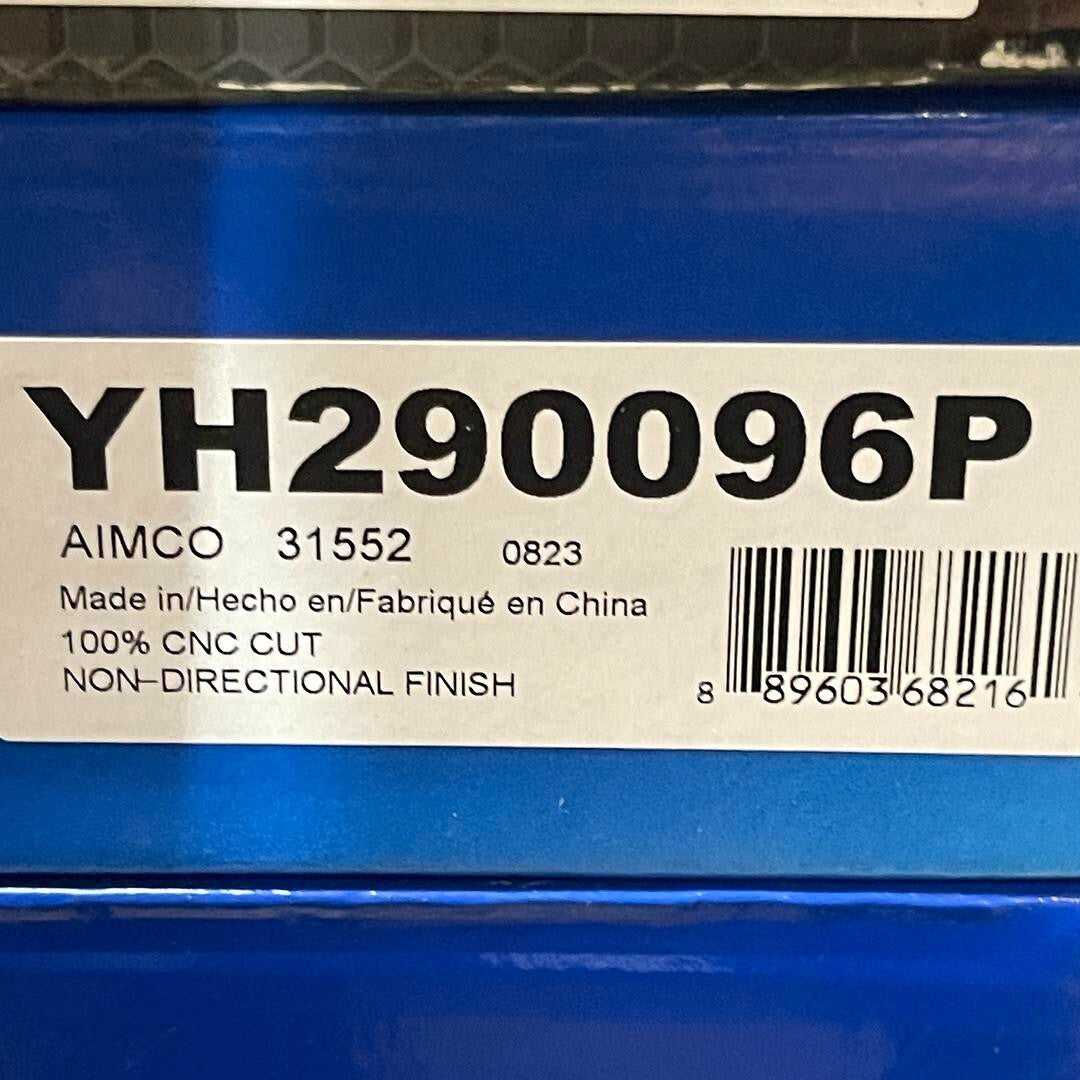 YH290096P
AIMCO 31552 0823
Made in/Hecho en/Fabriqué en China
100% CNC CUT
NON-DIRECTIONAL FINISH
8 89603 68216